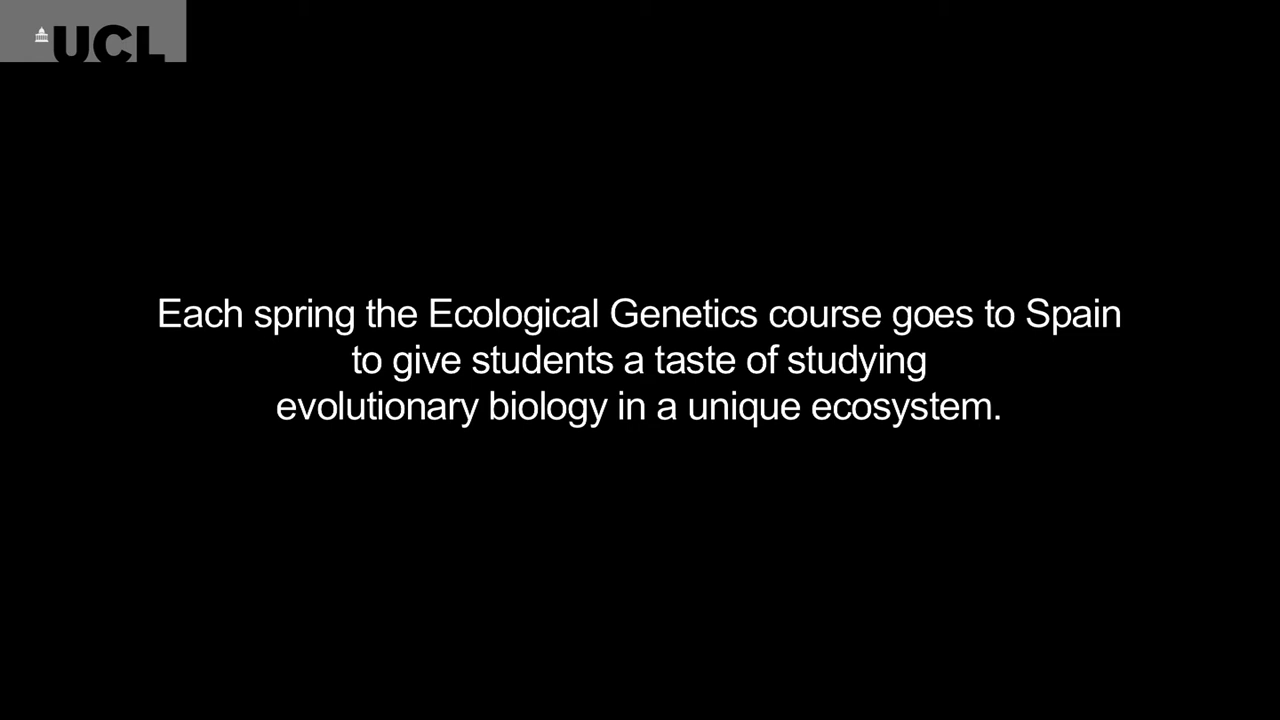 UCL
Each spring the Ecological Genetics course goes to Spain
to give students a taste of studying
evolutionary biology in a unique ecosystem.